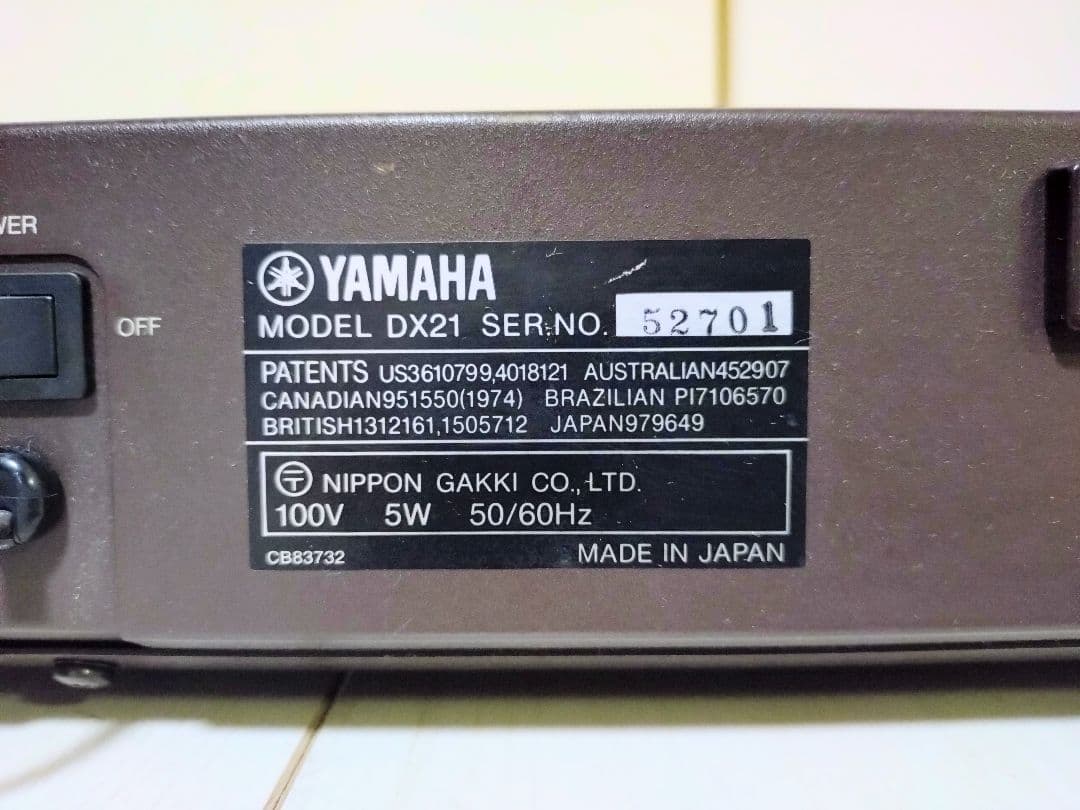 WER
OFF
YAMAHA
MODEL DX21 SER.NO. 52701
PATENTS US3610799,4018121 AUSTRALIAN452907
CANADIAN951550(1974) BRAZILIAN PI7106570
BRITISH1312161,1505712 JAPAN979649
NIPPON GAKKI CO.,LTD.
100V 5W 50/60Hz
CB83732 MADE IN JAPAN